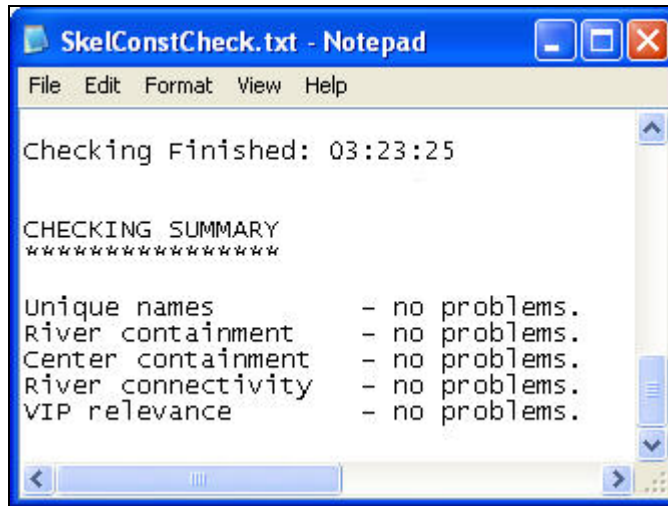 SkelConstCheck.txt - Notepad
File Edit Format View Help
Checking Finished: 03:23:25
CHECKING SUMMARY
****************
Unique names - no problems.
River containment - no problems.
Center containment - no problems.
River connectivity - no problems.
VIP relevance - no problems.